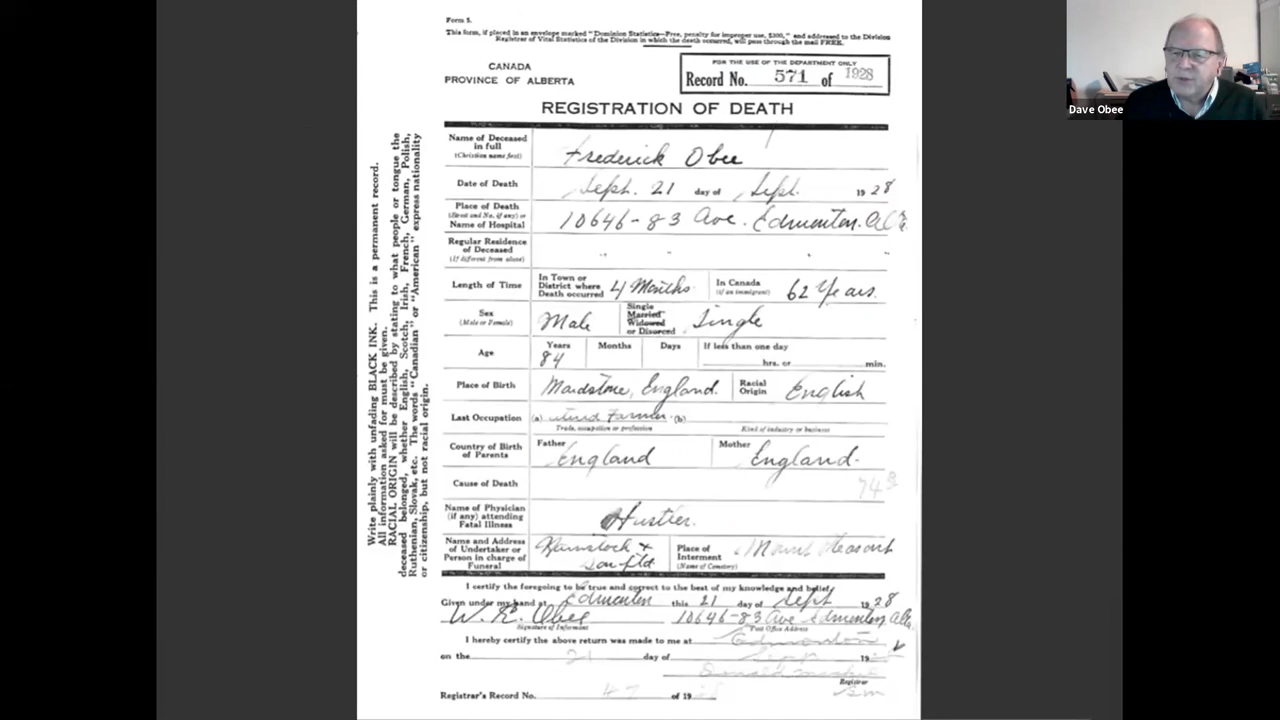 Form 5.
This form, if placed in an envelope marked "Dominion Statistics—Free, penalty for improper use, $300," and addressed to the Division
Registrar of Vital Statistics of the Division in which the death occurred, will pass through the mail FREE.
CANADA
PROVINCE OF ALBERTA
FOR THE USE OF THE DEPARTMENT ONLY
Record No. 571 of 1928
REGISTRATION OF DEATH
Name of Deceased
in full
(Christian name first)
Frederick Obee
Date of Death Sept. 21 day of Sept. 1928
Place of Death
(Street and No. if any) or
Name of Hospital
10646-83 Ave. Edmonton. Alta
Regular Residence
of Deceased
(If different from above)
Length of Time
In Town or
District where
Death occurred
4 Months
In Canada
(if an immigrant)
62 Years.
Sex
(Male or Female)
Male
Single
Married
Widowed
or Divorced
Single
Age
Years
84
Months
Days
If less than one day
hrs. or min.
Place of Birth Maidstone, England.
Racial
Origin
English
Last Occupation (a) Farmer (b)
Trade, occupation or profession
Kind of industry or business
Country of Birth
of Parents
Father
England
Mother
England.
Cause of Death
74
Name of Physician
(if any) attending
Fatal Illness
Hustler.
Name and Address
of Undertaker or
Person in charge of
Funeral
+
Son Ltd
Place of
Interment
(Name of Cemetery)
Mount Pleasant
I certify the foregoing to be true and correct to the best of my knowledge and belief.
Given under my hand at Edmonton this 21 day of Sept 1928
Obee 10646-83 Ave Edmonton, Alta.
Signature of Informant
Post Office Address
I hereby certify the above return was made to me at Edmonton
on the 21 day of Sept 19
Registrar
Registrar's Record No. 47 of 19
Write plainly with unfading BLACK INK. This is a permanent record.
All information asked for must be given.
RACIAL ORIGIN will be described by stating to what people or tongue the
deceased belonged, whether English, Scotch, Irish, French, German, Polish,
Ruthenian, Slovak, etc. The words "Canadian" or "American" express nationality
or citizenship, but not racial origin.
Dave Obee